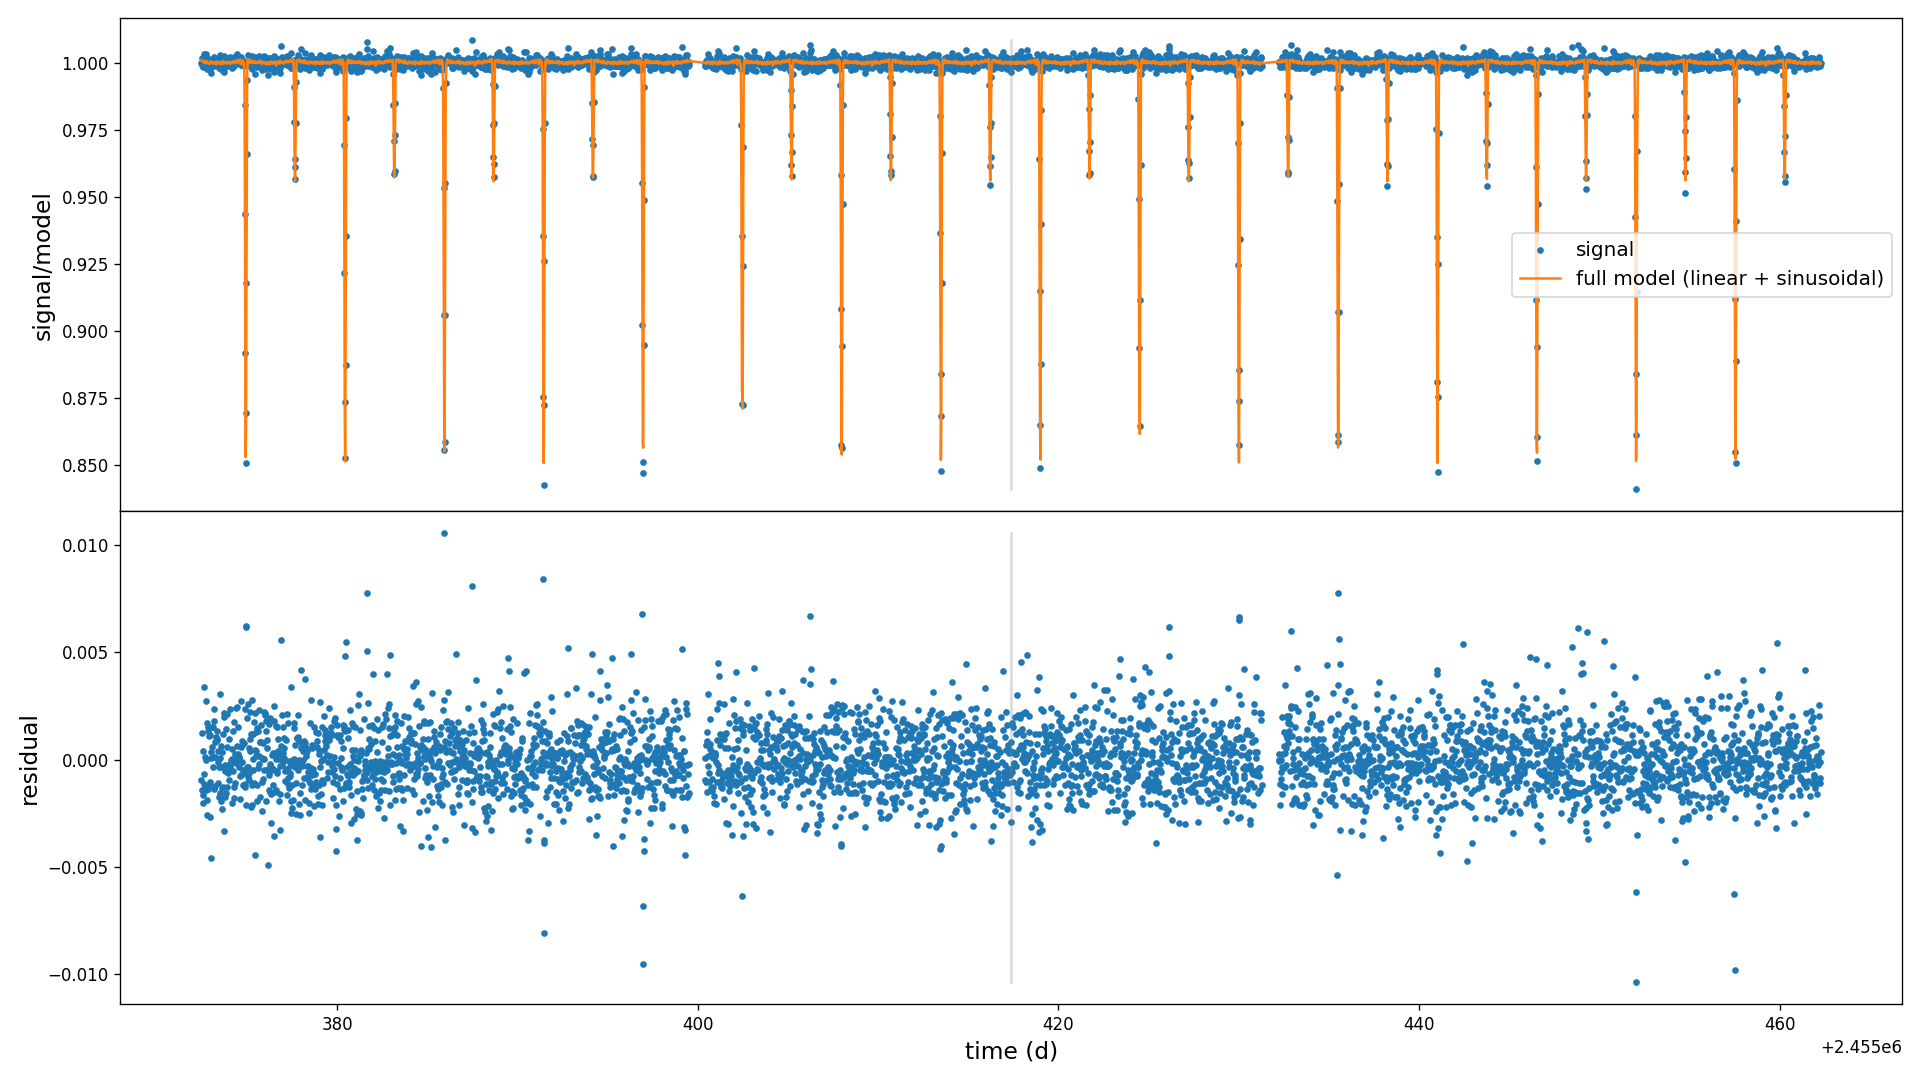 1.000
0.975
0.950
0.925
0.900
0.875
0.850
signal/model
signal
full model (linear + sinusoidal)
0.010
0.005
0.000
−0.005
−0.010
residual
380
400
420
440
460
time (d)
+2.455e6